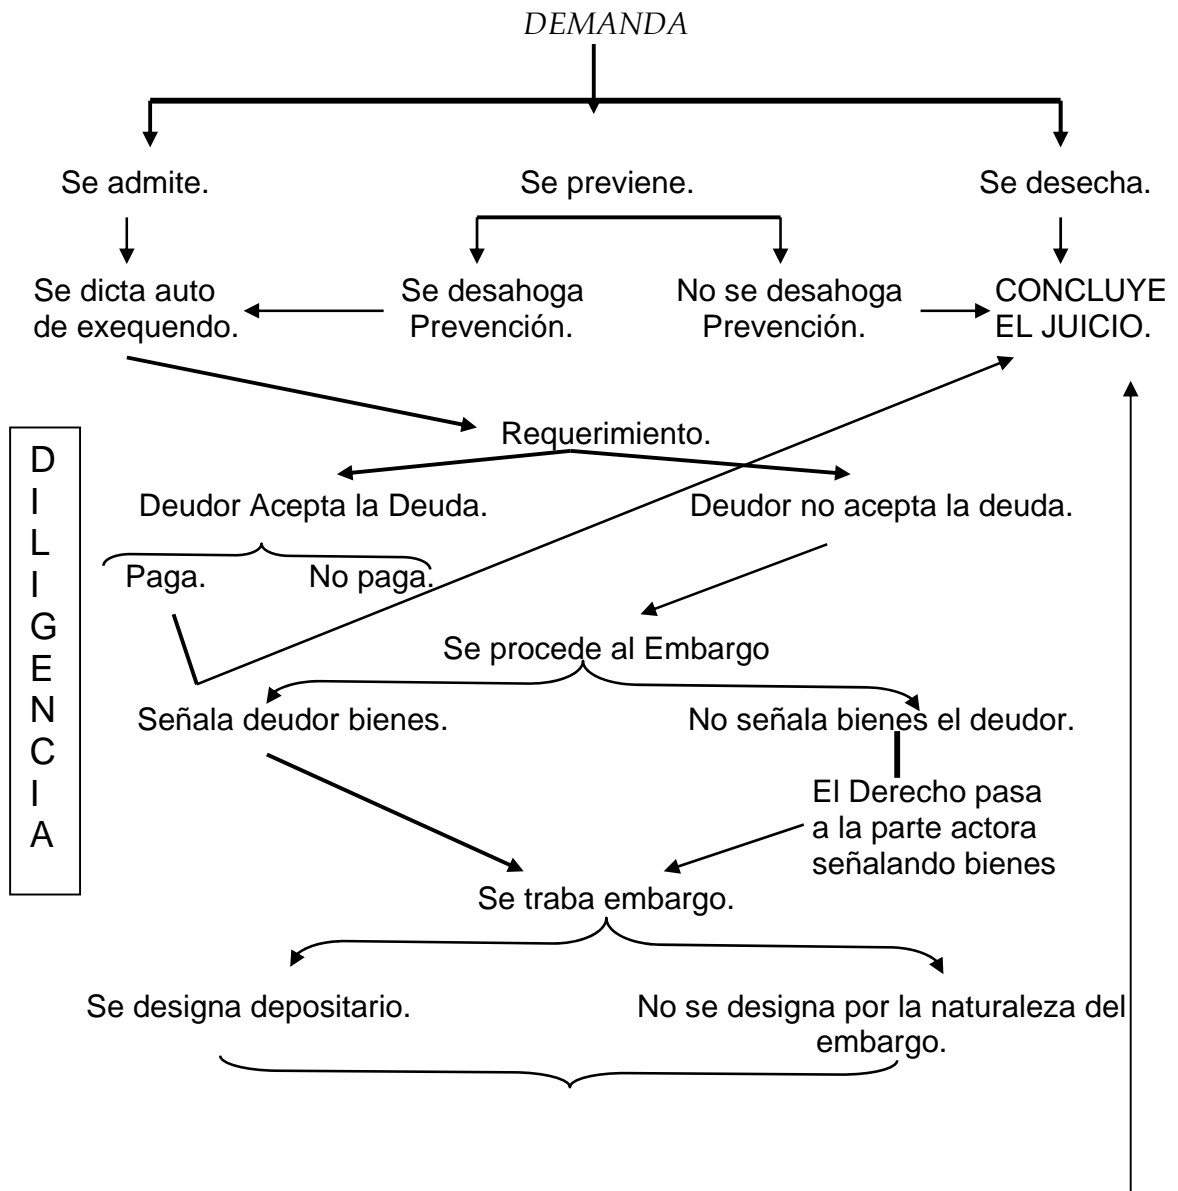 DEMANDA
Se admite.
Se previene.
Se desecha.
Se dicta auto
de exequendo.
Se desahoga
Prevención.
No se desahoga
Prevención.
CONCLUYE
EL JUICIO.
Requerimiento.
D
I
L
I
G
E
N
C
I
A
Deudor Acepta la Deuda.
Deudor no acepta la deuda.
Paga.
No paga.
Se procede al Embargo
Señala deudor bienes.
No señala bienes el deudor.
El Derecho pasa
a la parte actora
señalando bienes
Se traba embargo.
Se designa depositario.
No se designa por la naturaleza del
embargo.